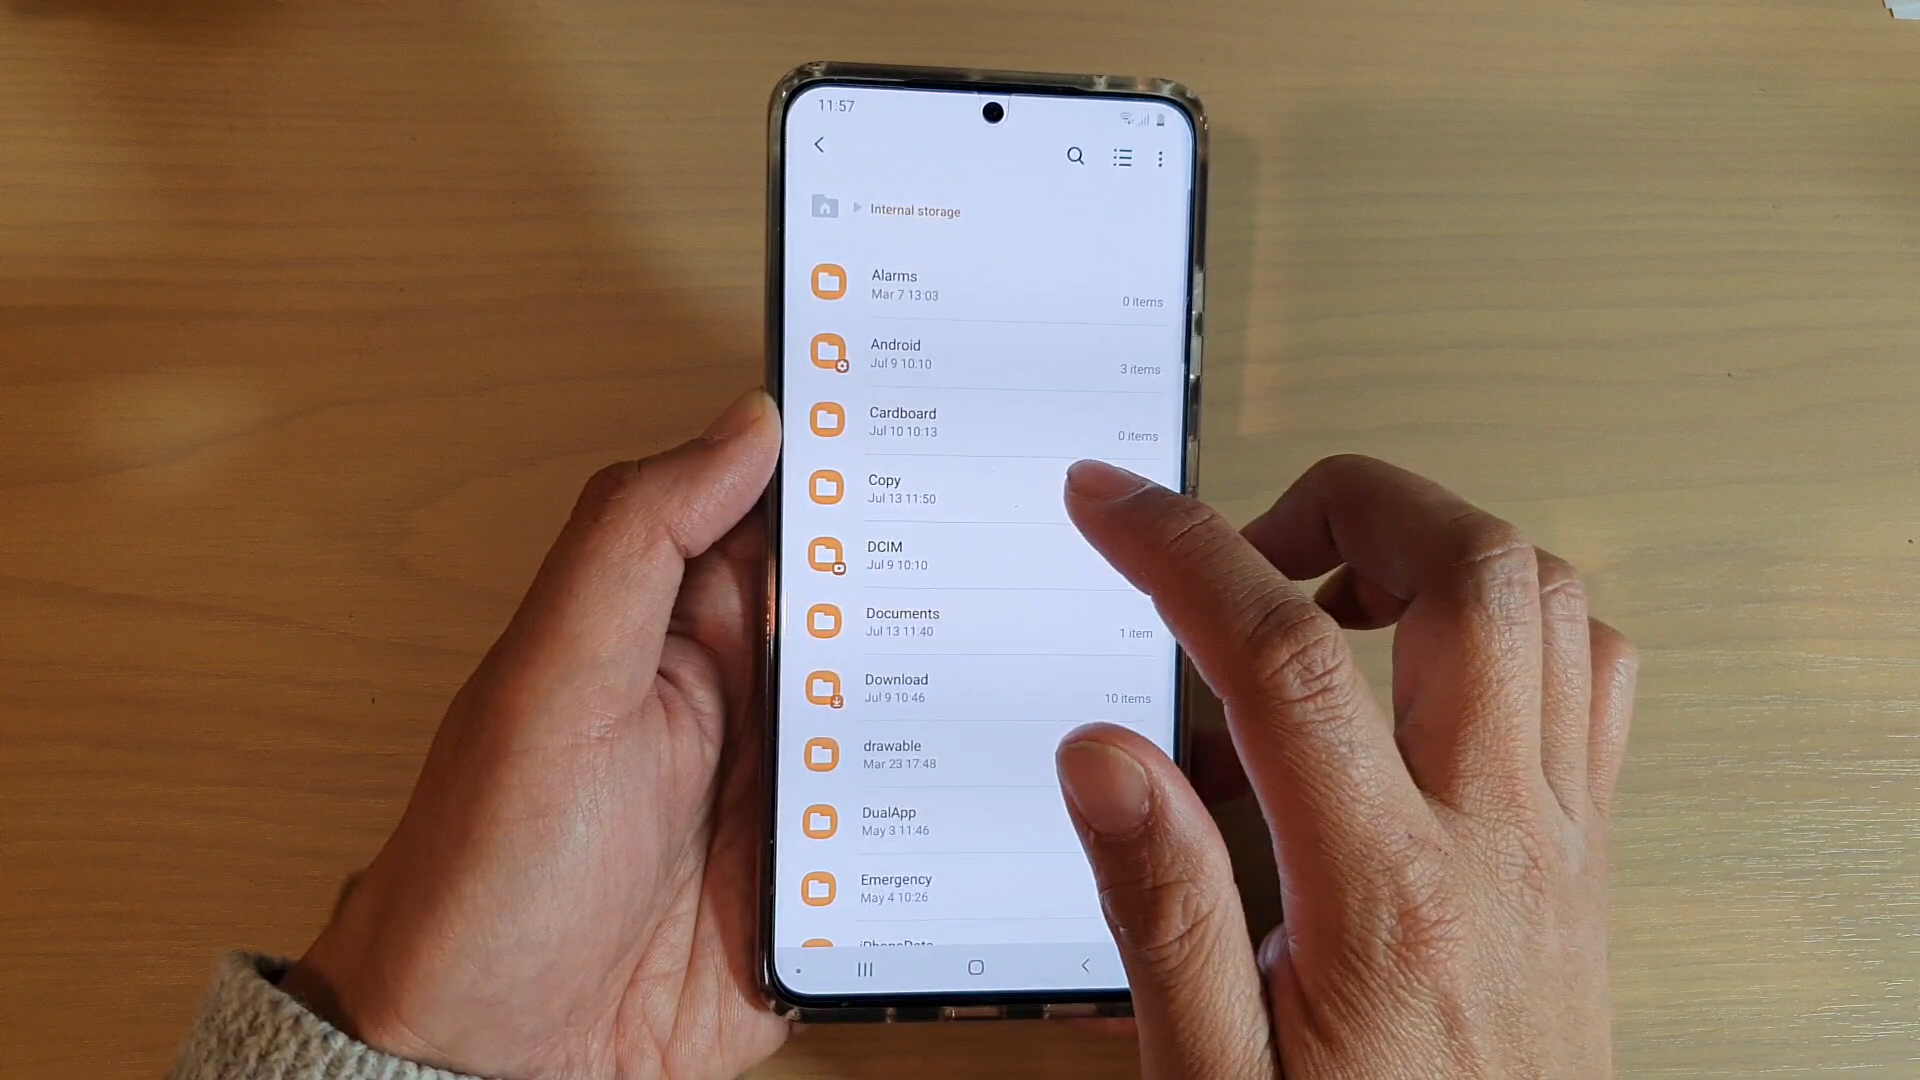 11:57
Internal storage
Alarms
Mar 7 13:03
0 items
Android
Jul 9 10:10
3 items
Cardboard
Jul 10 10:13
0 items
Copy
Jul 13 11:50
DCIM
Jul 9 10:10
Documents
Jul 13 11:40
1 item
Download
Jul 9 10:46
10 items
drawable
Mar 23 17:48
DualApp
May 3 11:46
Emergency
May 4 10:26
iPhoneData